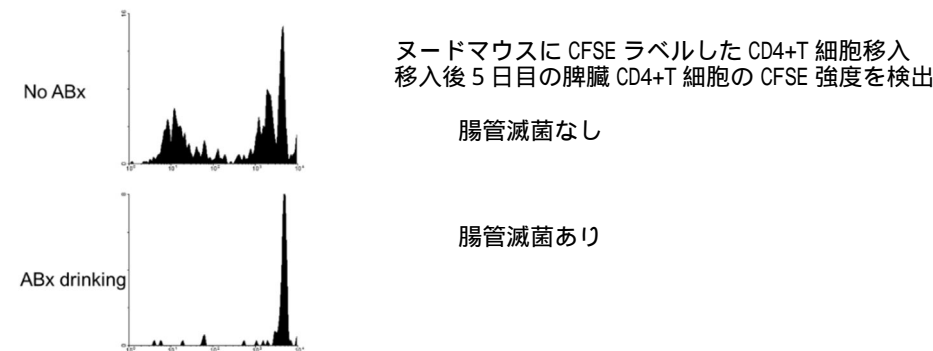 ヌードマウスに CFSE ラベルした CD4+T 細胞移入
移入後 5 日目の脾臓 CD4+T 細胞の CFSE 強度を検出
No ABx
腸管滅菌なし
腸管滅菌あり
ABx drinking